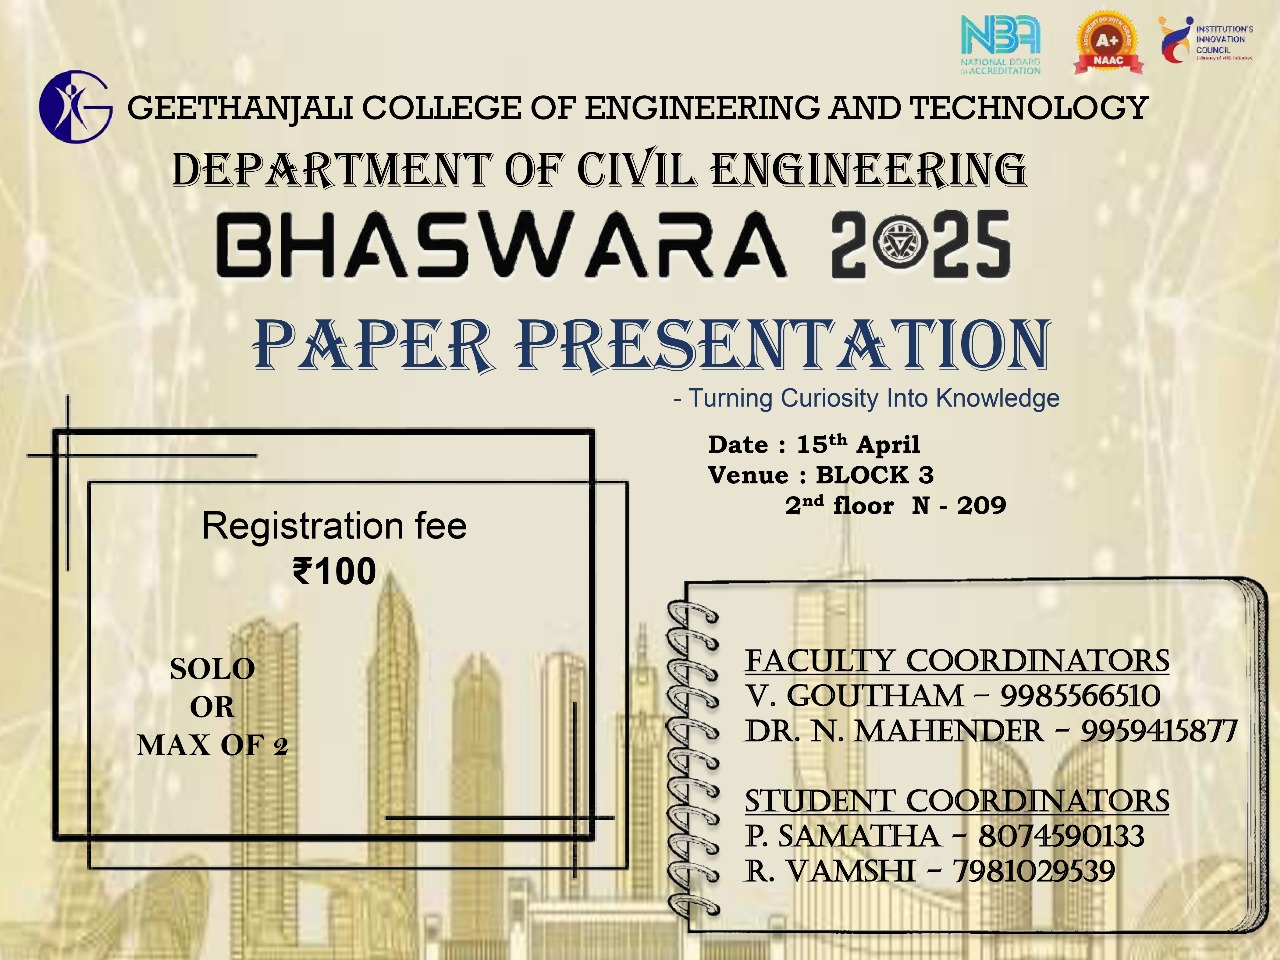 NBA
NATIONAL BOARD
of ACCREDITATION
A+
NAAC
INSTITUTION'S
INNOVATION
COUNCIL
GEETHANJALI COLLEGE OF ENGINEERING AND TECHNOLOGY
DEPARTMENT OF CIVIL ENGINEERING
BHASWARA 2025
PAPER PRESENTATION
- Turning Curiosity Into Knowledge
Date : 15th April
Venue : BLOCK 3
2nd floor N - 209
Registration fee
₹100
SOLO
OR
MAX OF 2
FACULTY COORDINATORS
V. GOUTHAM – 9985566510
DR. N. MAHENDER – 9959415877
STUDENT COORDINATORS
P. SAMATHA – 8074590133
R. VAMSHI – 7981029539